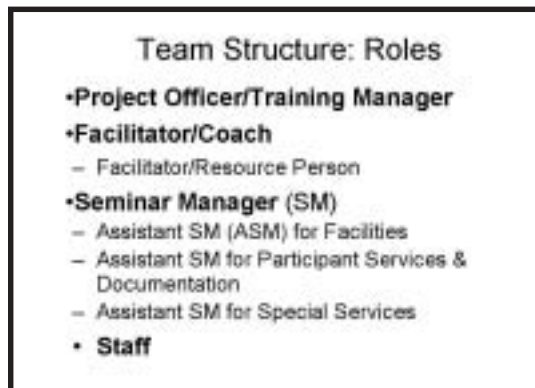 Team Structure: Roles
•Project Officer/Training Manager
•Facilitator/Coach
– Facilitator/Resource Person
•Seminar Manager (SM)
– Assistant SM (ASM) for Facilities
– Assistant SM for Participant Services &
Documentation
– Assistant SM for Special Services
• Staff